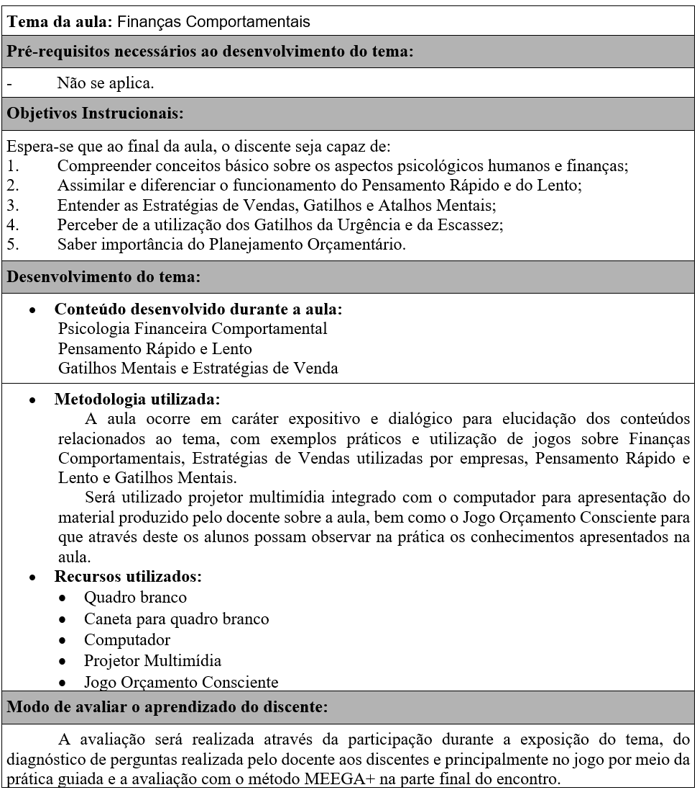 Tema da aula: Finanças Comportamentais
Pré-requisitos necessários ao desenvolvimento do tema:
- Não se aplica.
Objetivos Instrucionais:
Espera-se que ao final da aula, o discente seja capaz de:
1. Compreender conceitos básico sobre os aspectos psicológicos humanos e finanças;
2. Assimilar e diferenciar o funcionamento do Pensamento Rápido e do Lento;
3. Entender as Estratégias de Vendas, Gatilhos e Atalhos Mentais;
4. Perceber de a utilização dos Gatilhos da Urgência e da Escassez;
5. Saber importância do Planejamento Orçamentário.
Desenvolvimento do tema:
• Conteúdo desenvolvido durante a aula:
Psicologia Financeira Comportamental
Pensamento Rápido e Lento
Gatilhos Mentais e Estratégias de Venda
• Metodologia utilizada:
A aula ocorre em caráter expositivo e dialógico para elucidação dos conteúdos
relacionados ao tema, com exemplos práticos e utilização de jogos sobre Finanças
Comportamentais, Estratégias de Vendas utilizadas por empresas, Pensamento Rápido e
Lento e Gatilhos Mentais.
Será utilizado projetor multimídia integrado com o computador para apresentação do
material produzido pelo docente sobre a aula, bem como o Jogo Orçamento Consciente para
que através deste os alunos possam observar na prática os conhecimentos apresentados na
aula.
• Recursos utilizados:
• Quadro branco
• Caneta para quadro branco
• Computador
• Projetor Multimídia
• Jogo Orçamento Consciente
Modo de avaliar o aprendizado do discente:
A avaliação será realizada através da participação durante a exposição do tema, do
diagnóstico de perguntas realizada pelo docente aos discentes e principalmente no jogo por meio da
prática guiada e a avaliação com o método MEEGA+ na parte final do encontro.